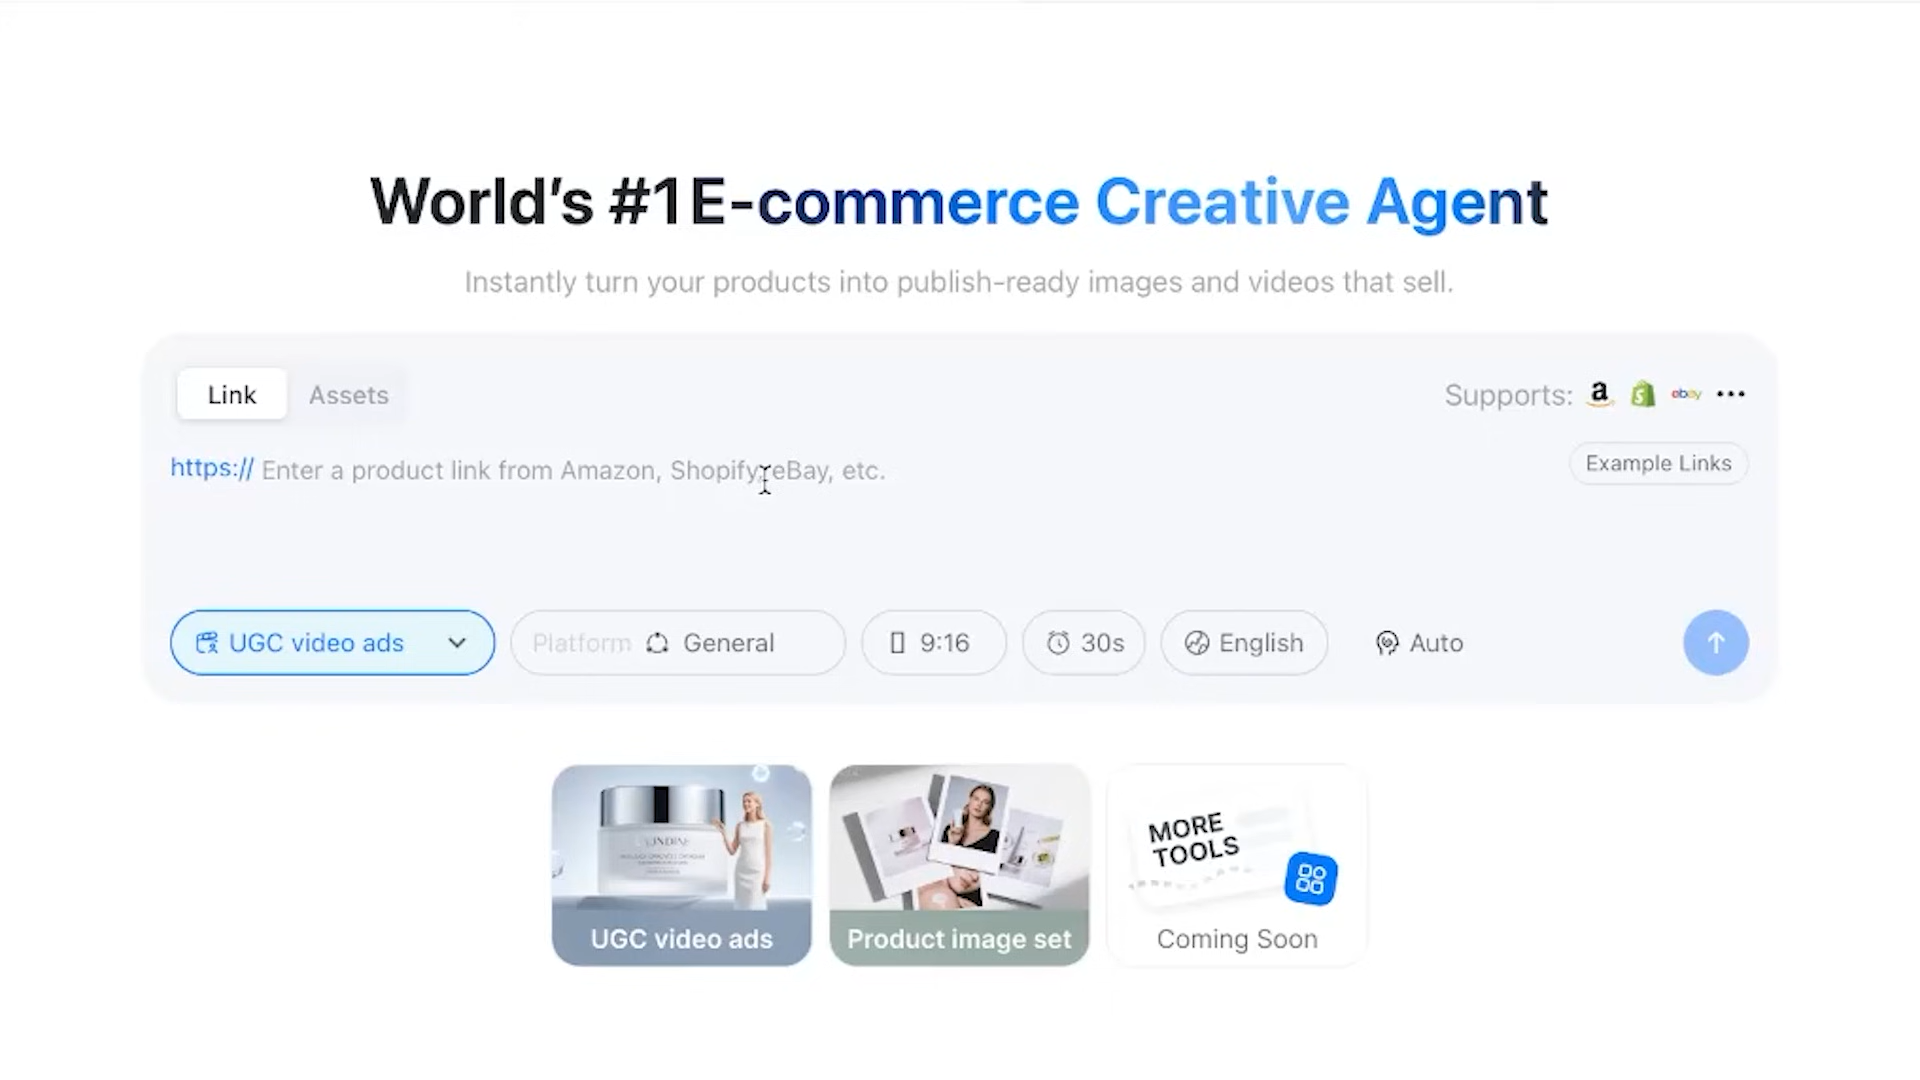 World's #1 E-commerce Creative Agent
Instantly turn your products into publish-ready images and videos that sell.
Link
Assets
Supports: a ebay
https:// Enter a product link from Amazon, Shopify, eBay, etc.
Example Links
UGC video ads
Platform General
9:16
30s
English
Auto
UGC video ads
Product image set
MORE
TOOLS
Coming Soon